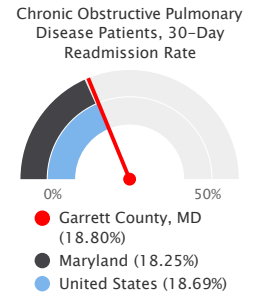 Chronic Obstructive Pulmonary
Disease Patients, 30-Day
Readmission Rate
0%
50%
Garrett County, MD
(18.80%)
Maryland (18.25%)
United States (18.69%)